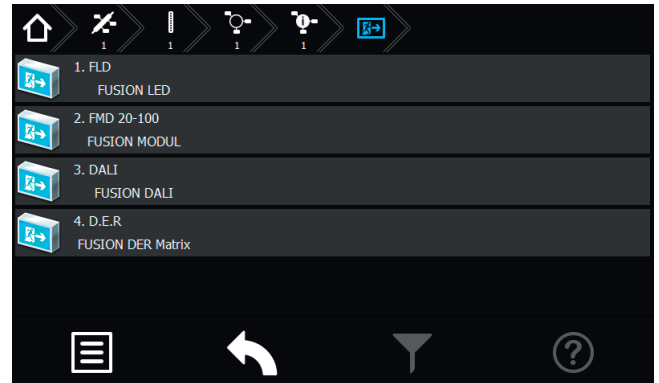 1 1 1 1
1. FLD
FUSION LED
2. FMD 20-100
FUSION MODUL
3. DALI
FUSION DALI
4. D.E.R
FUSION DER Matrix
?